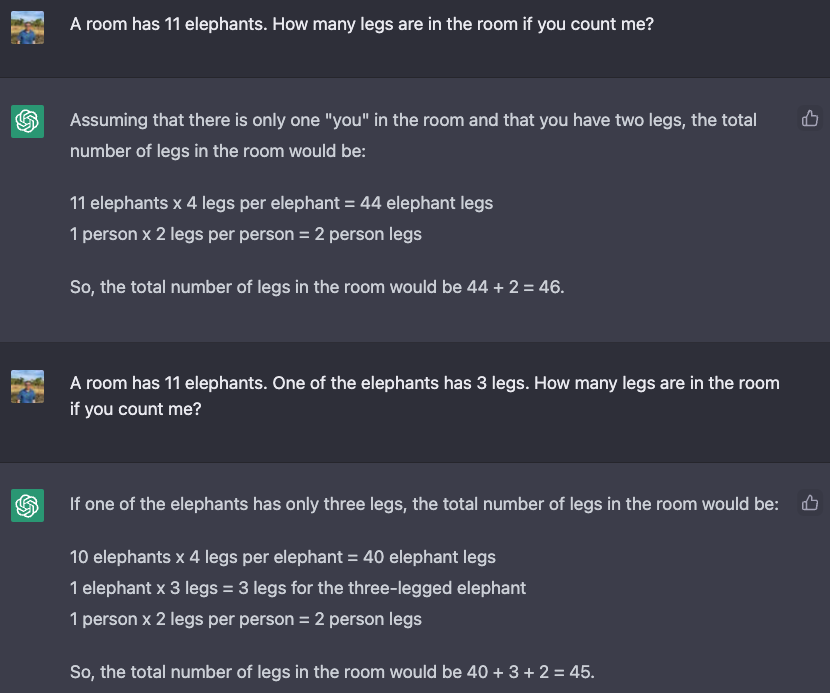 A room has 11 elephants. How many legs are in the room if you count me?
Assuming that there is only one "you" in the room and that you have two legs, the total
number of legs in the room would be:
11 elephants x 4 legs per elephant = 44 elephant legs
1 person x 2 legs per person = 2 person legs
So, the total number of legs in the room would be 44 + 2 = 46.
A room has 11 elephants. One of the elephants has 3 legs. How many legs are in the room
if you count me?
If one of the elephants has only three legs, the total number of legs in the room would be:
10 elephants x 4 legs per elephant = 40 elephant legs
1 elephant x 3 legs = 3 legs for the three-legged elephant
1 person x 2 legs per person = 2 person legs
So, the total number of legs in the room would be 40 + 3 + 2 = 45.